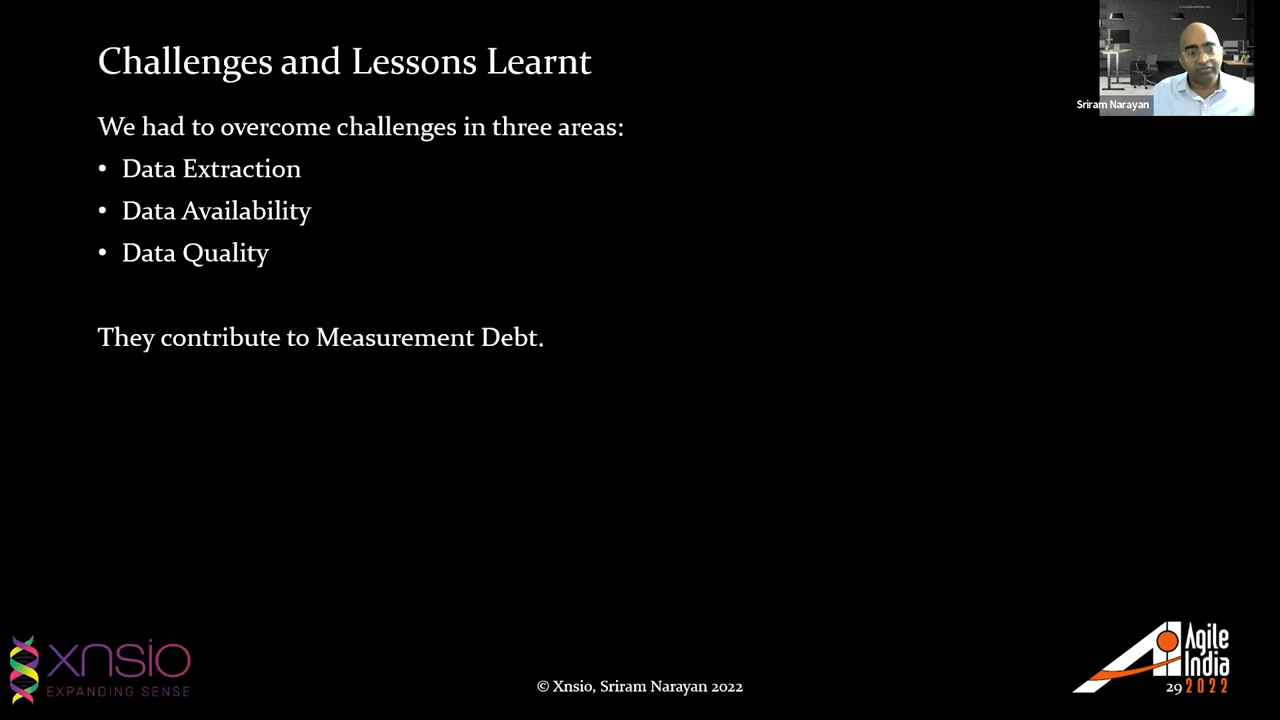 Challenges and Lessons Learnt
Sriram Narayan
We had to overcome challenges in three areas:
• Data Extraction
• Data Availability
• Data Quality
They contribute to Measurement Debt.
xnsio
EXPANDING SENSE
© Xnsio, Sriram Narayan 2022
Agile
India
29 2022